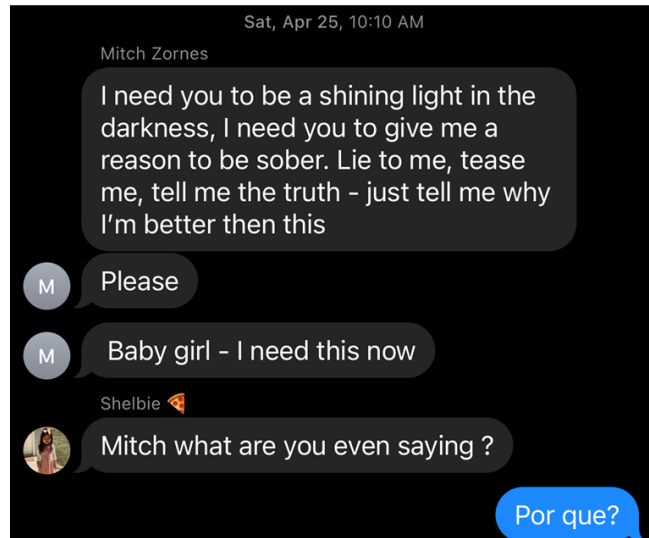 Sat, Apr 25, 10:10 AM
Mitch Zornes
I need you to be a shining light in the
darkness, I need you to give me a
reason to be sober. Lie to me, tease
me, tell me the truth - just tell me why
I'm better then this
M
Please
M
Baby girl - I need this now
Shelbie 🍕
Mitch what are you even saying ?
Por que?